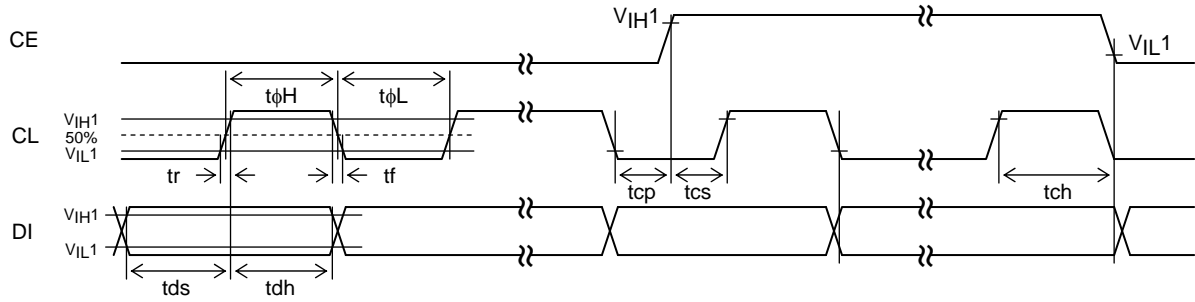 CE
VIH1
VIL1
tϕH
tϕL
CL
VIH1
50%
VIL1
tr
tf
tcp
tcs
tch
DI
VIH1
VIL1
tds
tdh